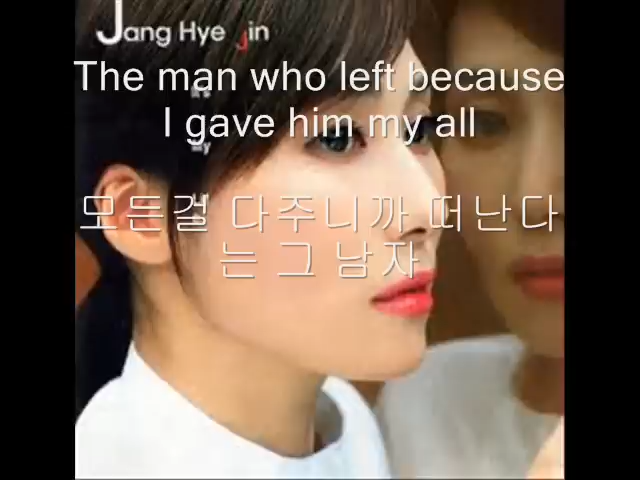 Jang Hye Jin
The man who left because
I gave him my all
my
모든걸 다주니까 떠난다
는 그 남자